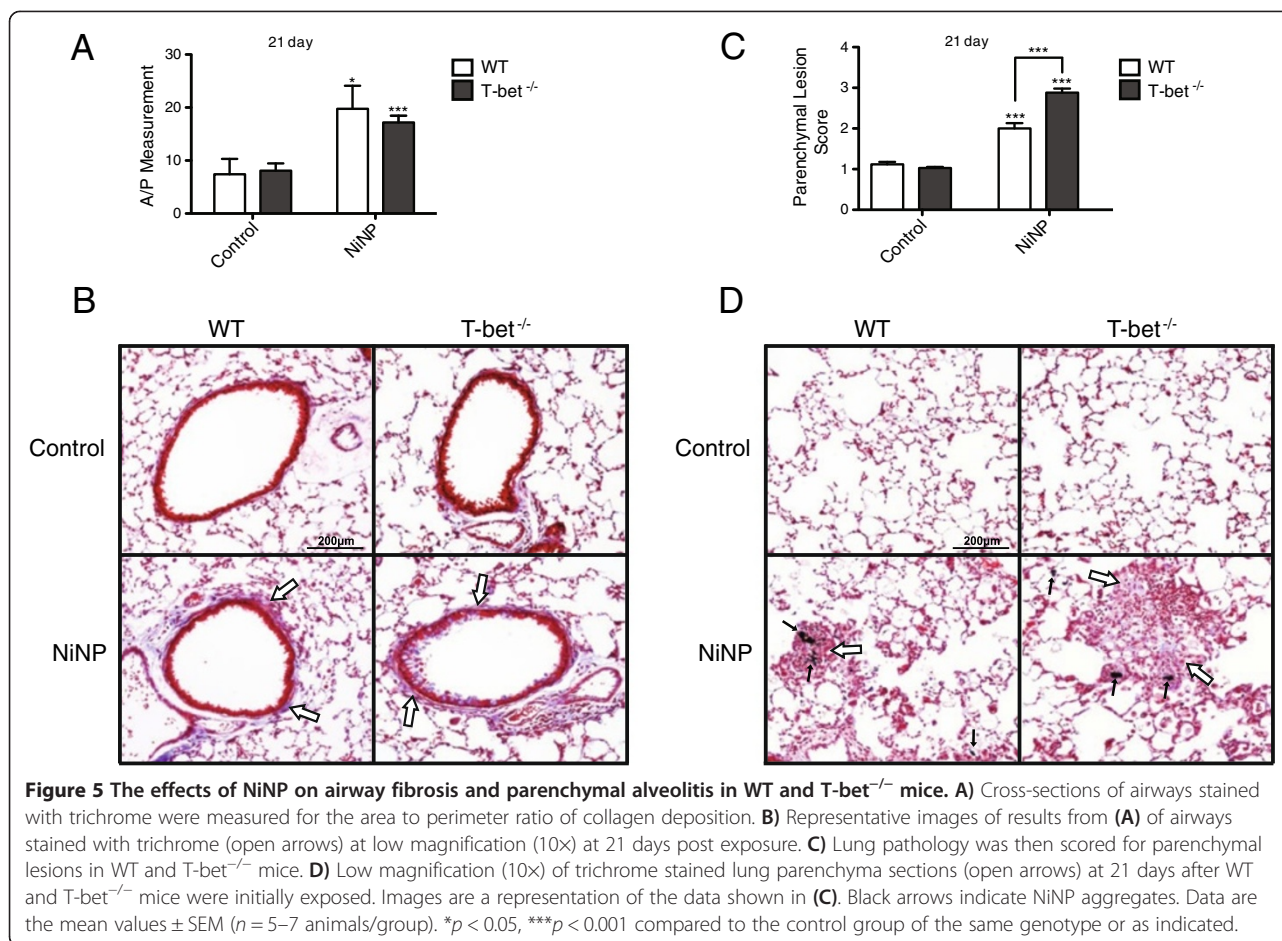 A
21 day
A/P Measurement
30
20
10
0
*
***
WT
T-bet -/-
Control
NiNP
C
21 day
Parenchymal Lesion
Score
4
3
2
1
0
***
***
***
WT
T-bet -/-
Control
NiNP
B
WT
T-bet -/-
Control
200µm
NiNP
D
WT
T-bet -/-
Control
200µm
NiNP
Figure 5 The effects of NiNP on airway fibrosis and parenchymal alveolitis in WT and T-bet−/− mice. A) Cross-sections of airways stained
with trichrome were measured for the area to perimeter ratio of collagen deposition. B) Representative images of results from (A) of airways
stained with trichrome (open arrows) at low magnification (10×) at 21 days post exposure. C) Lung pathology was then scored for parenchymal
lesions in WT and T-bet−/− mice. D) Low magnification (10×) of trichrome stained lung parenchyma sections (open arrows) at 21 days after WT
and T-bet−/− mice were initially exposed. Images are a representation of the data shown in (C). Black arrows indicate NiNP aggregates. Data are
the mean values ± SEM (n = 5–7 animals/group). *p < 0.05, ***p < 0.001 compared to the control group of the same genotype or as indicated.